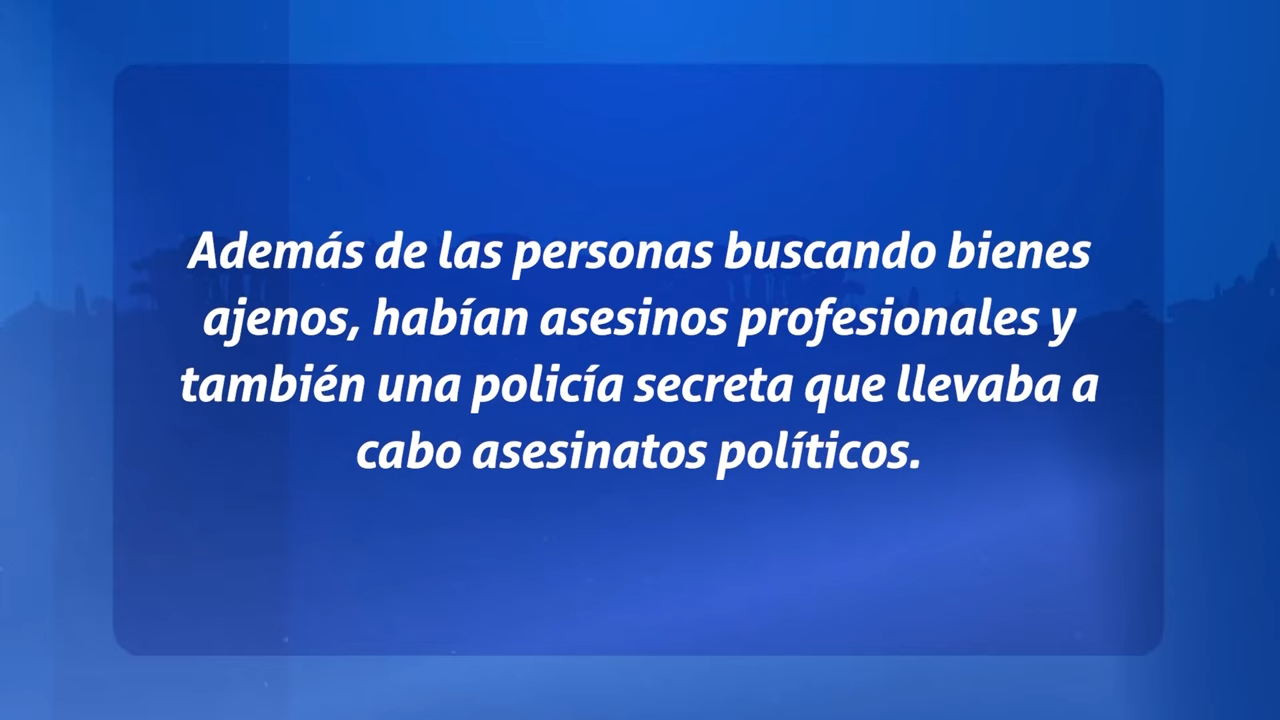 Además de las personas buscando bienes
ajenos, habían asesinos profesionales y
también una policía secreta que llevaba a
cabo asesinatos políticos.